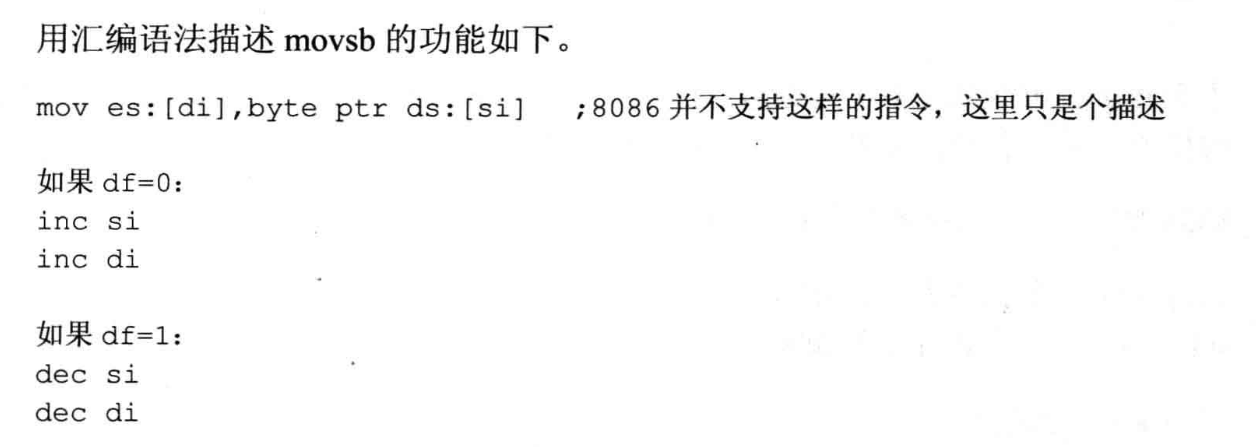 用汇编语法描述 movsb 的功能如下。
mov es:[di],byte ptr ds:[si] ;8086 并不支持这样的指令，这里只是个描述
如果 df=0：
inc si
inc di
如果 df=1：
dec si
dec di